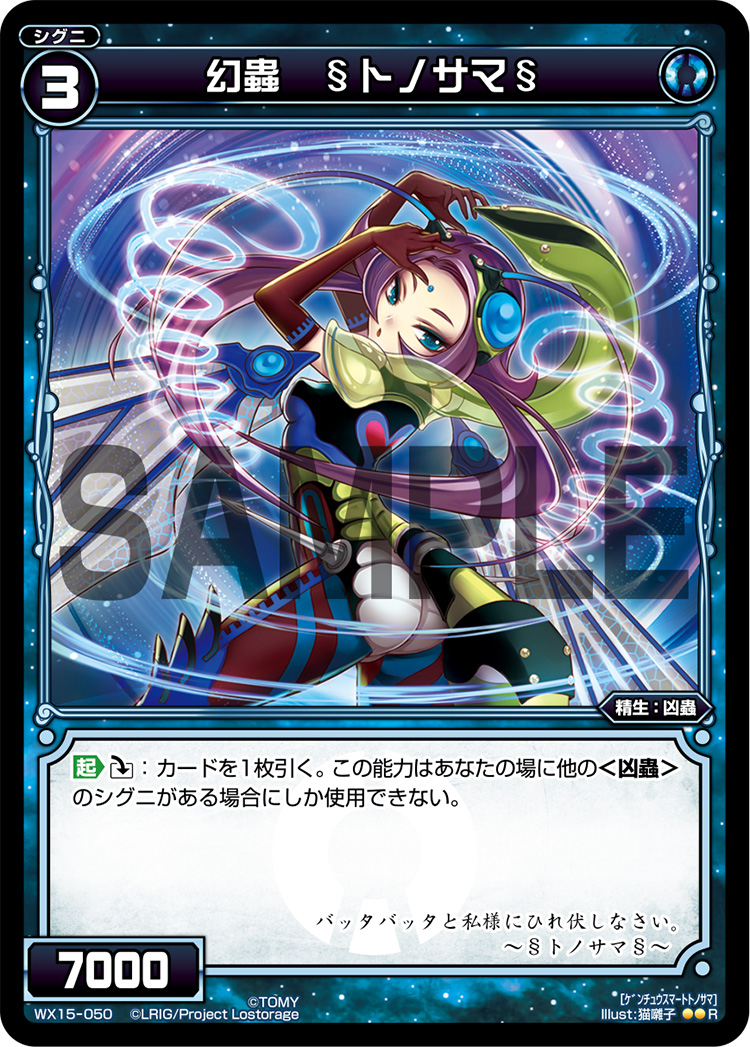 シグニ
3
幻蟲　§トノサマ§
SAMPLE
精生：凶蟲
起 ：カードを1枚引く。この能力はあなたの場に他の<凶蟲>
のシグニがある場合にしか使用できない。
バッタバッタと私様にひれ伏しなさい。
～§トノサマ§～
7000
WX15-050 ©LRIG/Project Lostorage ©TOMY
[ｹﾞﾝﾁｭｳｽﾏｰﾄﾄﾉｻﾏ]
Illust:猫囃子 R